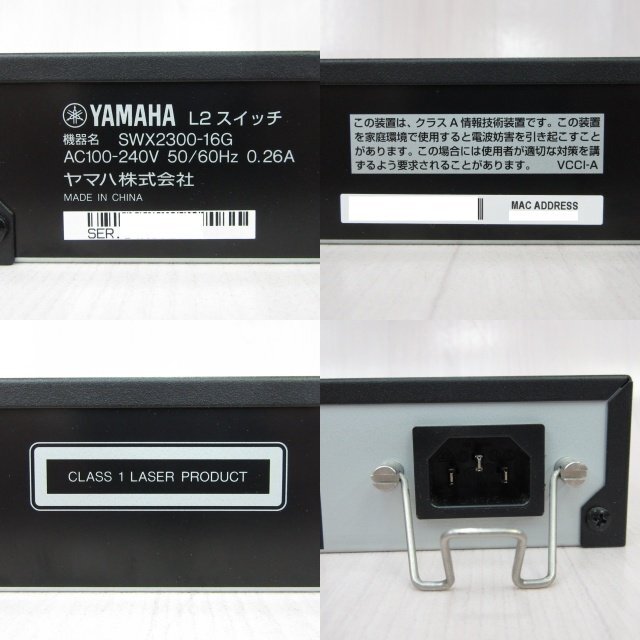 YAMAHA L2スイッチ
機器名 SWX2300-16G
AC100-240V 50/60Hz 0.26A
ヤマハ株式会社
MADE IN CHINA
SER.
この装置は、クラスA情報技術装置です。この装置
を家庭環境で使用すると電波妨害を引き起こすこと
があります。この場合には使用者が適切な対策を講
ずるよう要求されることがあります。 VCCI-A
MAC ADDRESS
CLASS 1 LASER PRODUCT